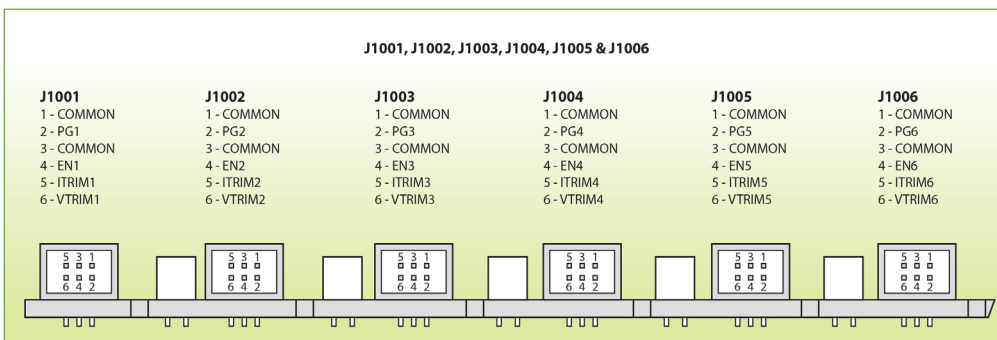 J1001, J1002, J1003, J1004, J1005 & J1006
J1001
1 - COMMON
2 - PG1
3 - COMMON
4 - EN1
5 - ITRIM1
6 - VTRIM1
J1002
1 - COMMON
2 - PG2
3 - COMMON
4 - EN2
5 - ITRIM2
6 - VTRIM2
J1003
1 - COMMON
2 - PG3
3 - COMMON
4 - EN3
5 - ITRIM3
6 - VTRIM3
J1004
1 - COMMON
2 - PG4
3 - COMMON
4 - EN4
5 - ITRIM4
6 - VTRIM4
J1005
1 - COMMON
2 - PG5
3 - COMMON
4 - EN5
5 - ITRIM5
6 - VTRIM5
J1006
1 - COMMON
2 - PG6
3 - COMMON
4 - EN6
5 - ITRIM6
6 - VTRIM6
5 3 1
6 4 2
5 3 1
6 4 2
5 3 1
6 4 2
5 3 1
6 4 2
5 3 1
6 4 2
5 3 1
6 4 2